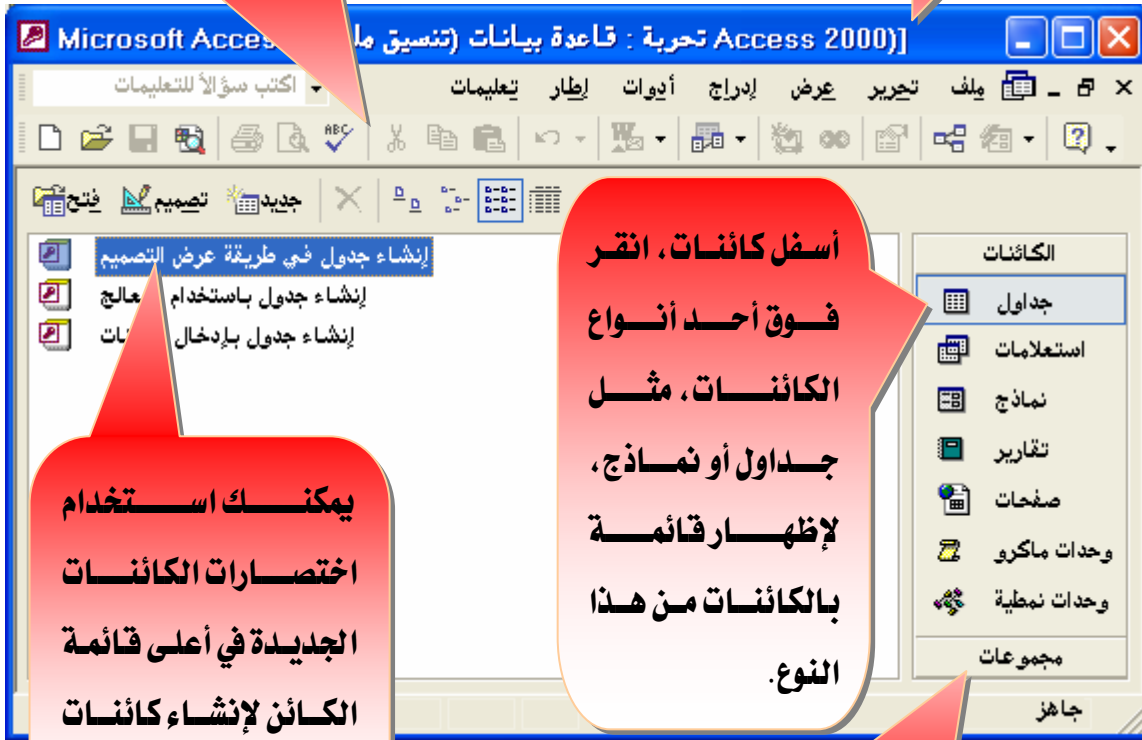 Microsoft Acces [(Access 2000 تجربة : قاعدة بيانات (تنسيق
ملف تحرير عرض إدراج أدوات إطار تعليمات اكتب سؤالاً للتعليمات
فتح تصميم جديد
الكائنات
جداول
استعلامات
نماذج
تقارير
صفحات
وحدات ماكرو
وحدات نمطية
مجموعات
إنشاء جدول في طريقة عرض التصميم
إنشاء جدول باستخدام
إنشاء جدول بإدخال
أسفل كائنات، انقر
فوق أحد أنواع
الكائنات، مثل
جداول أو نماذج،
لإظهار قائمة
بالكائنات من هذا
النوع.
يمكنك استخدام
اختصارات الكائنات
الجديدة في أعلى قائمة
الكائن لإنشاء كائنات
جاهز